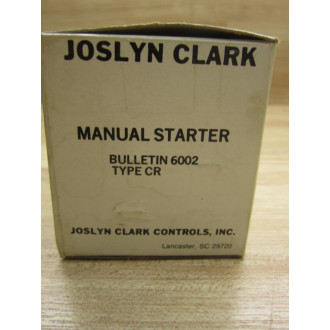 JOSLYN CLARK
MANUAL STARTER
BULLETIN 6002
TYPE CR
JOSLYN CLARK CONTROLS, INC.
Lancaster, SC 29720